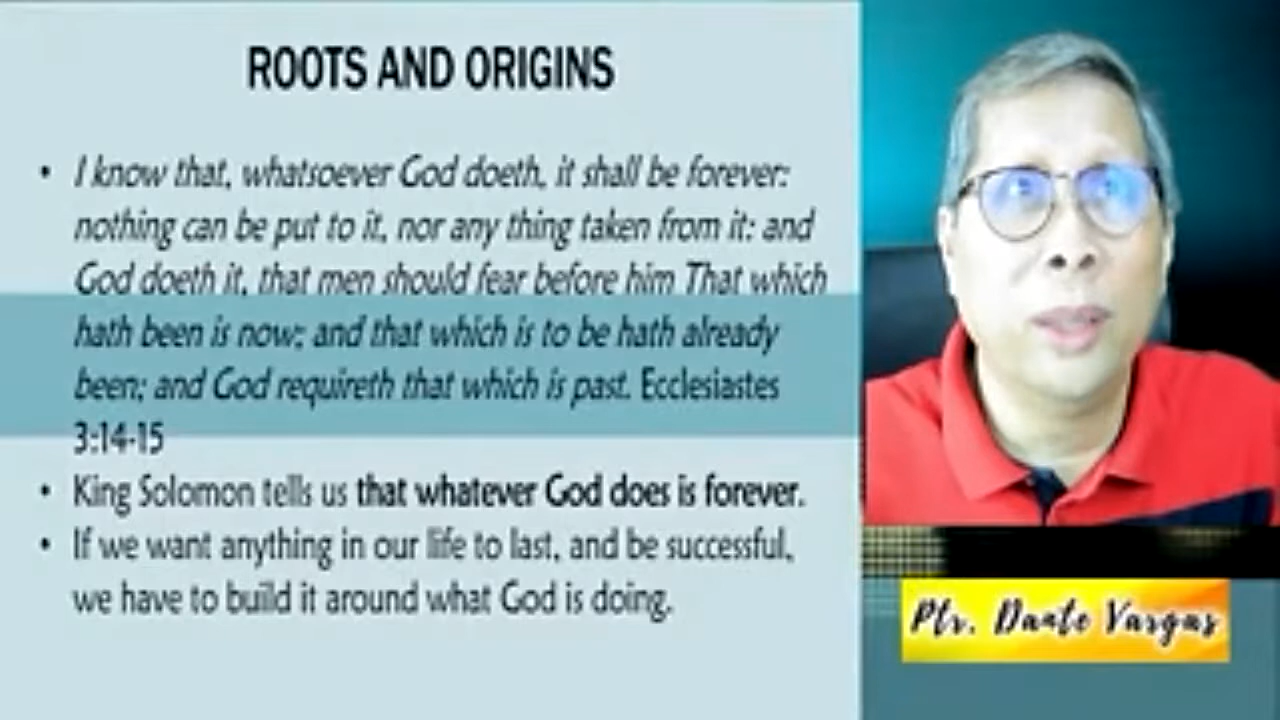 ROOTS AND ORIGINS
• I know that, whatsoever God doeth, it shall be forever:
nothing can be put to it, nor any thing taken from it: and
God doeth it, that men should fear before him That which
hath been is now; and that which is to be hath already
been; and God requireth that which is past. Ecclesiastes
3:14-15
• King Solomon tells us that whatever God does is forever.
• If we want anything in our life to last, and be successful,
we have to build it around what God is doing.
Ptr. Dante Vargas